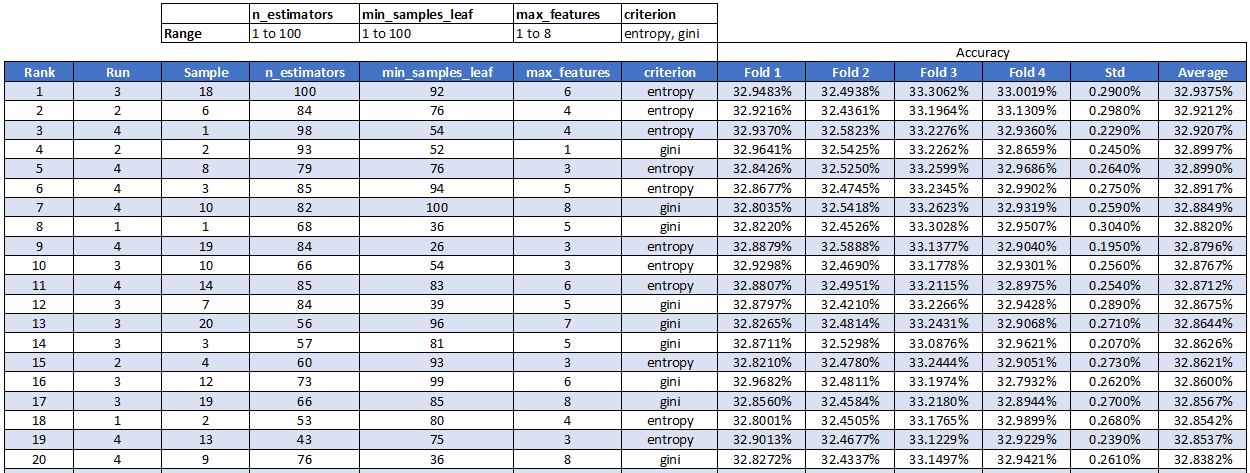 n_estimators min_samples_leaf max_features criterion
Range 1 to 100 1 to 100 1 to 8 entropy, gini
Accuracy
Rank Run Sample n_estimators min_samples_leaf max_features criterion Fold 1 Fold 2 Fold 3 Fold 4 Std Average
1 3 18 100 92 6 entropy 32.9483% 32.4938% 33.3062% 33.0019% 0.2900% 32.9375%
2 2 6 84 76 4 entropy 32.9216% 32.4361% 33.1964% 33.1309% 0.2980% 32.9212%
3 4 1 98 54 4 entropy 32.9370% 32.5823% 33.2276% 32.9360% 0.2290% 32.9207%
4 2 2 93 52 1 gini 32.9641% 32.5425% 33.2262% 32.8659% 0.2450% 32.8997%
5 4 8 79 76 3 entropy 32.8426% 32.5250% 33.2599% 32.9686% 0.2640% 32.8990%
6 4 3 85 94 5 entropy 32.8677% 32.4745% 33.2345% 32.9902% 0.2750% 32.8917%
7 4 10 82 100 8 gini 32.8035% 32.5418% 33.2623% 32.9319% 0.2590% 32.8849%
8 1 1 68 36 5 gini 32.8220% 32.4526% 33.3028% 32.9507% 0.3040% 32.8820%
9 4 19 84 26 3 entropy 32.8879% 32.5888% 33.1377% 32.9040% 0.1950% 32.8796%
10 3 10 66 54 3 entropy 32.9298% 32.4690% 33.1778% 32.9301% 0.2560% 32.8767%
11 4 14 85 83 6 entropy 32.8807% 32.4951% 33.2115% 32.8975% 0.2540% 32.8712%
12 3 7 84 39 5 gini 32.8797% 32.4210% 33.2266% 32.9428% 0.2890% 32.8675%
13 3 20 56 96 7 gini 32.8265% 32.4814% 33.2431% 32.9068% 0.2710% 32.8644%
14 3 3 57 81 5 gini 32.8711% 32.5298% 33.0876% 32.9621% 0.2070% 32.8626%
15 2 4 60 93 3 entropy 32.8210% 32.4780% 33.2444% 32.9051% 0.2730% 32.8621%
16 3 12 73 99 6 gini 32.9682% 32.4811% 33.1974% 32.7932% 0.2620% 32.8600%
17 3 19 66 85 8 gini 32.8560% 32.4584% 33.2180% 32.8944% 0.2700% 32.8567%
18 1 2 53 80 4 entropy 32.8001% 32.4505% 33.1765% 32.9899% 0.2680% 32.8542%
19 4 13 43 75 3 entropy 32.9013% 32.4677% 33.1229% 32.9229% 0.2390% 32.8537%
20 4 9 76 36 8 gini 32.8272% 32.4337% 33.1497% 32.9421% 0.2610% 32.8382%